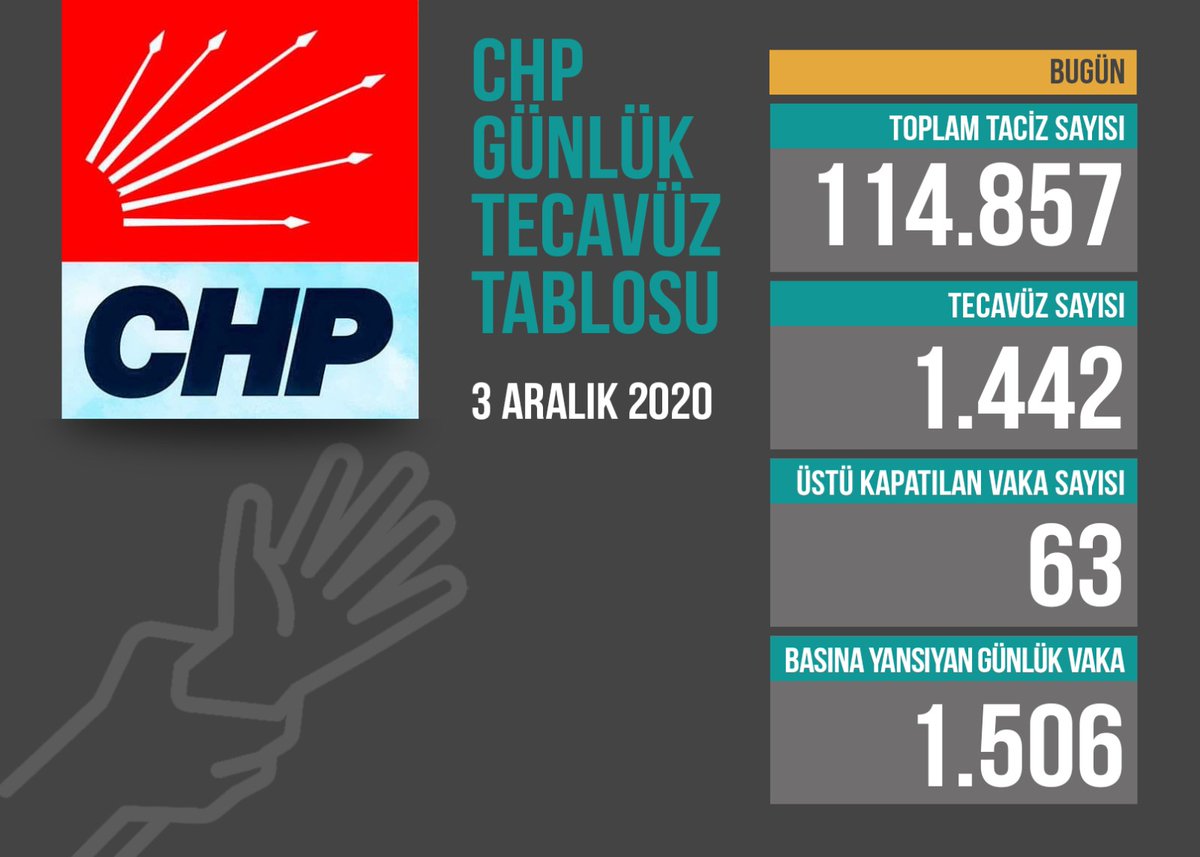 CHP
CHP
GÜNLÜK
TECAVÜZ
TABLOSU
3 ARALIK 2020
BUGÜN
TOPLAM TACİZ SAYISI
114.857
TECAVÜZ SAYISI
1.442
ÜSTÜ KAPATILAN VAKA SAYISI
63
BASINA YANSIYAN GÜNLÜK VAKA
1.506